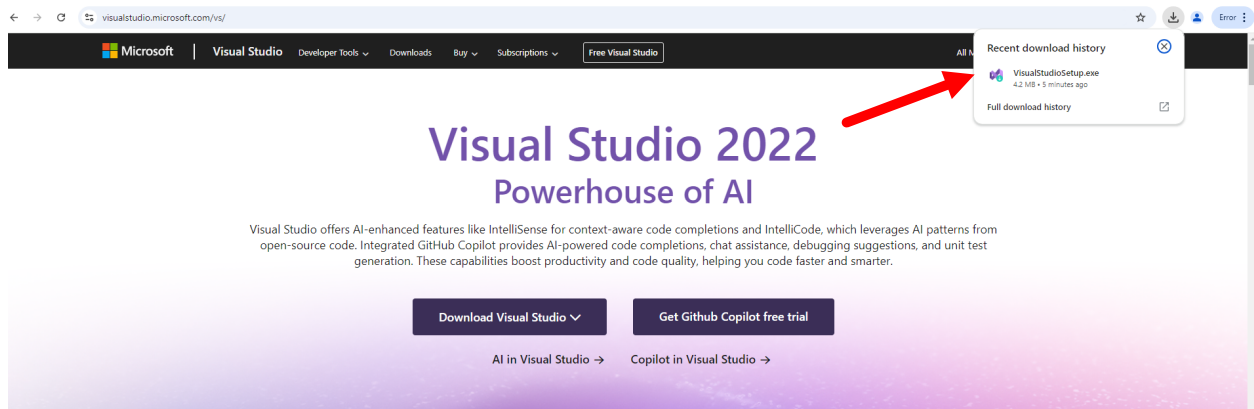 visualstudio.microsoft.com/vs/
Error
Microsoft
Visual Studio
Developer Tools
Downloads
Buy
Subscriptions
Free Visual Studio
All M
Recent download history
VisualStudioSetup.exe
4.2 MB • 5 minutes ago
Full download history
Visual Studio 2022
Powerhouse of AI
Visual Studio offers AI-enhanced features like IntelliSense for context-aware code completions and IntelliCode, which leverages AI patterns from
open-source code. Integrated GitHub Copilot provides AI-powered code completions, chat assistance, debugging suggestions, and unit test
generation. These capabilities boost productivity and code quality, helping you code faster and smarter.
Download Visual Studio
Get Github Copilot free trial
AI in Visual Studio →
Copilot in Visual Studio →